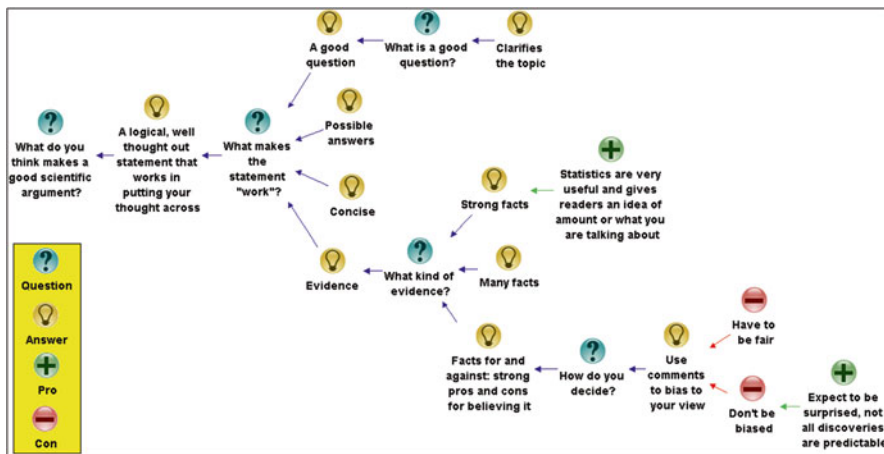 A good
question
What is a good
question?
Clarifies
the topic
What do you
think makes a
good scientific
argument?
A logical, well
thought out
statement that
works in
putting your
thought across
What makes
the
statement
"work"?
Possible
answers
Concise
Evidence
What kind of
evidence?
Strong facts
Statistics are very
useful and gives
readers an idea of
amount or what you
are talking about
Many facts
Facts for and
against: strong
pros and cons
for believing it
How do you
decide?
Use
comments
to bias to
your view
Have to
be fair
Don't be
biased
Expect to be
surprised, not
all discoveries
are predictable
Question
Answer
Pro
Con